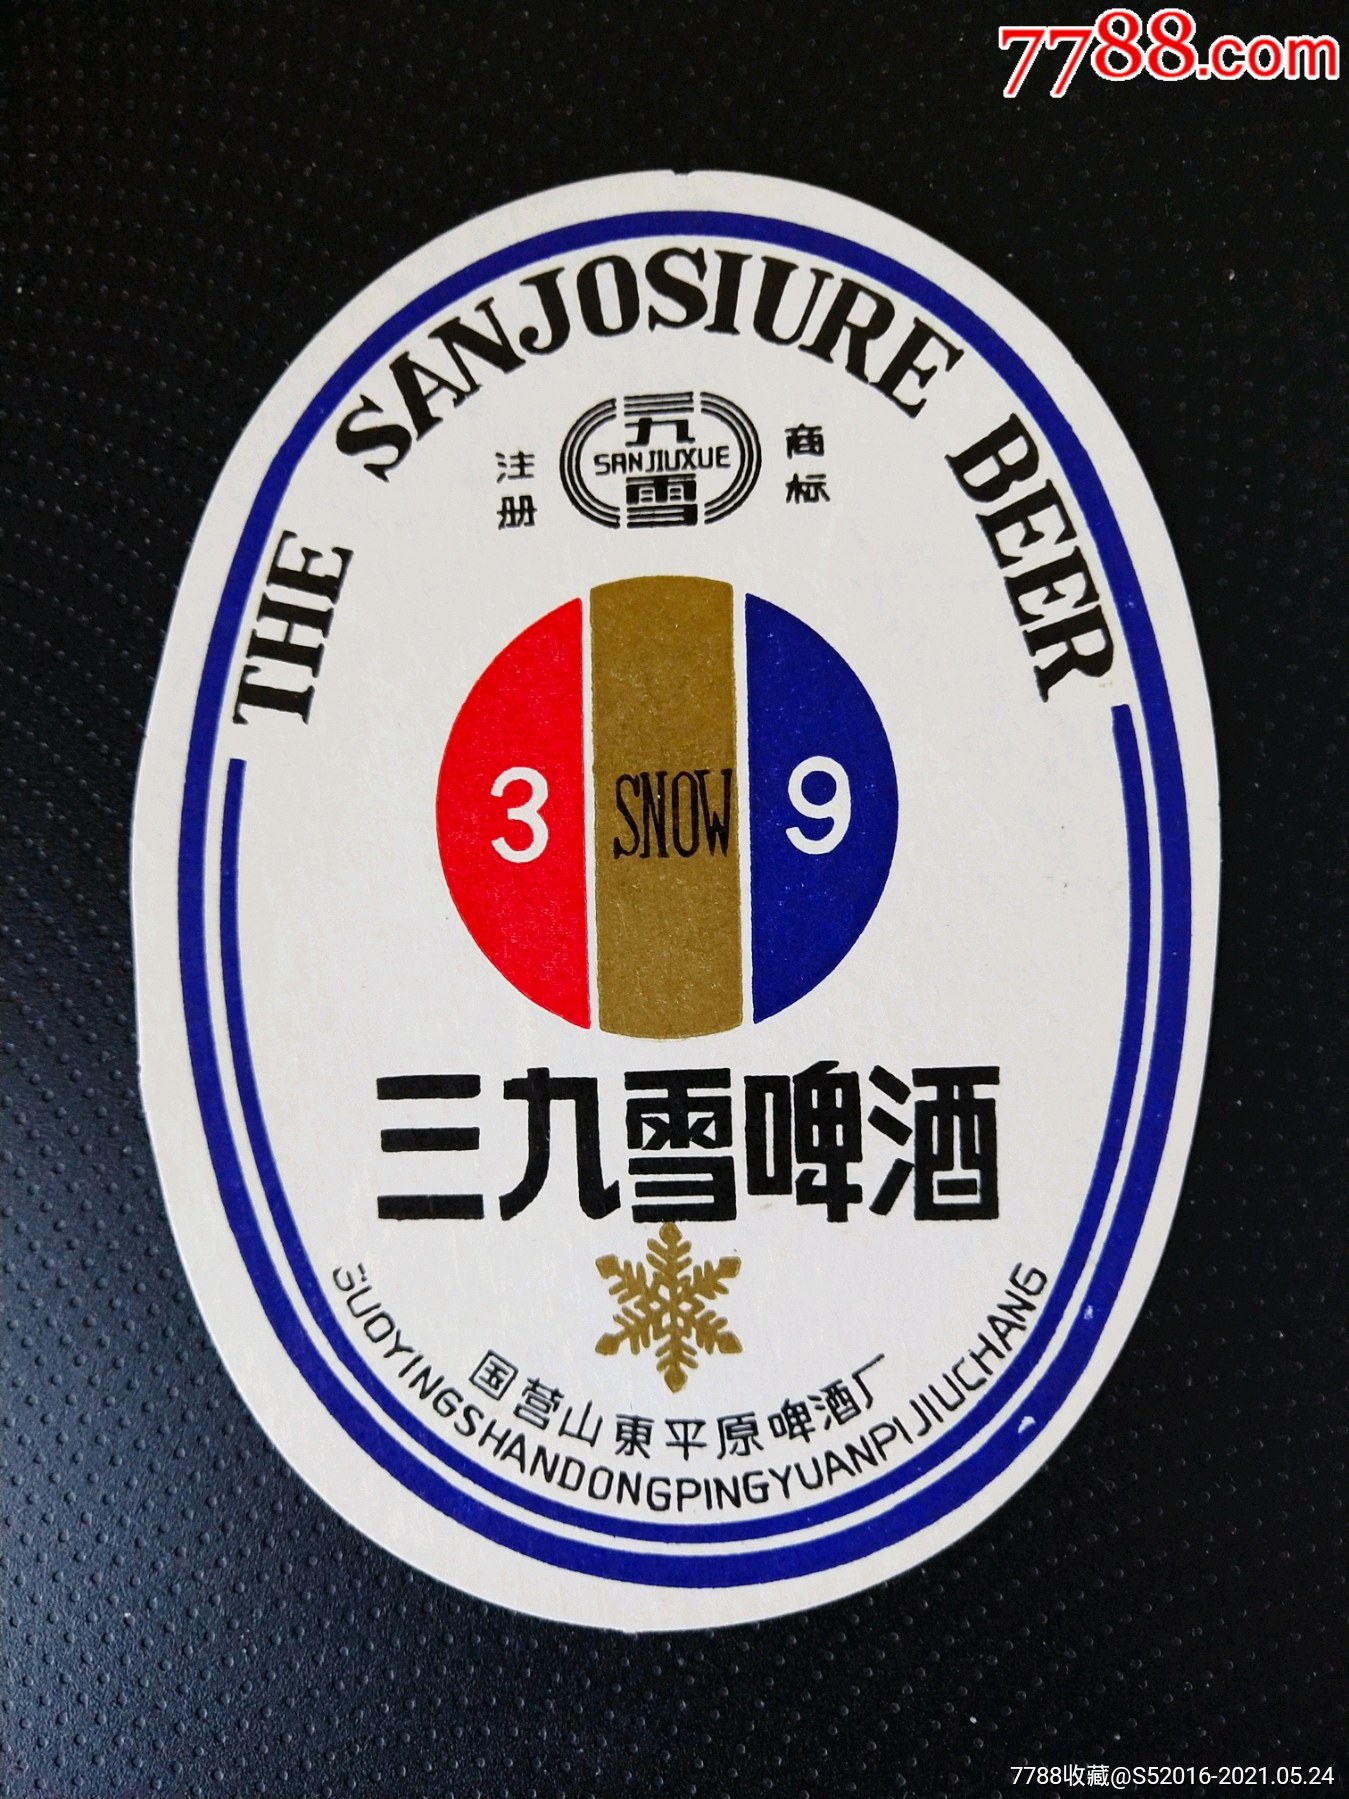 7788.com
THE SANJOSIURE BEER
注册
三九
SANJIUXUE
雪
商标
3
SNOW
9
三九雪啤酒
国营山東平原啤酒厂
GUOYINGSHANDONGPINGYUANPIJIUCHANG
7788收藏@S52016-2021.05.24